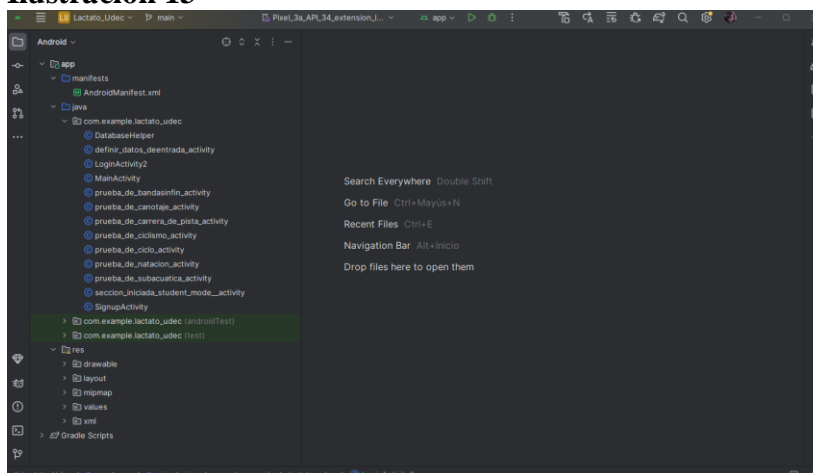 Lactato_Udec
main
Pixel_3a_API_34_extension_l...
app
Android
app
manifests
AndroidManifest.xml
java
com.example.lactato_udec
DatabaseHelper
definir_datos_deentrada_activity
LoginActivity2
MainActivity
prueba_de_bandasinfin_activity
prueba_de_canotaje_activity
prueba_de_carrera_de_pista_activity
prueba_de_ciclismo_activity
prueba_de_ciclo_activity
prueba_de_natacion_activity
prueba_de_subacuatica_activity
seccion_iniciada_student_mode__activity
SignupActivity
com.example.lactato_udec (androidTest)
com.example.lactato_udec (test)
res
drawable
layout
mipmap
values
xml
Gradle Scripts
Search Everywhere Double Shift
Go to File Ctrl+Mayús+N
Recent Files Ctrl+E
Navigation Bar Alt+Inicio
Drop files here to open them